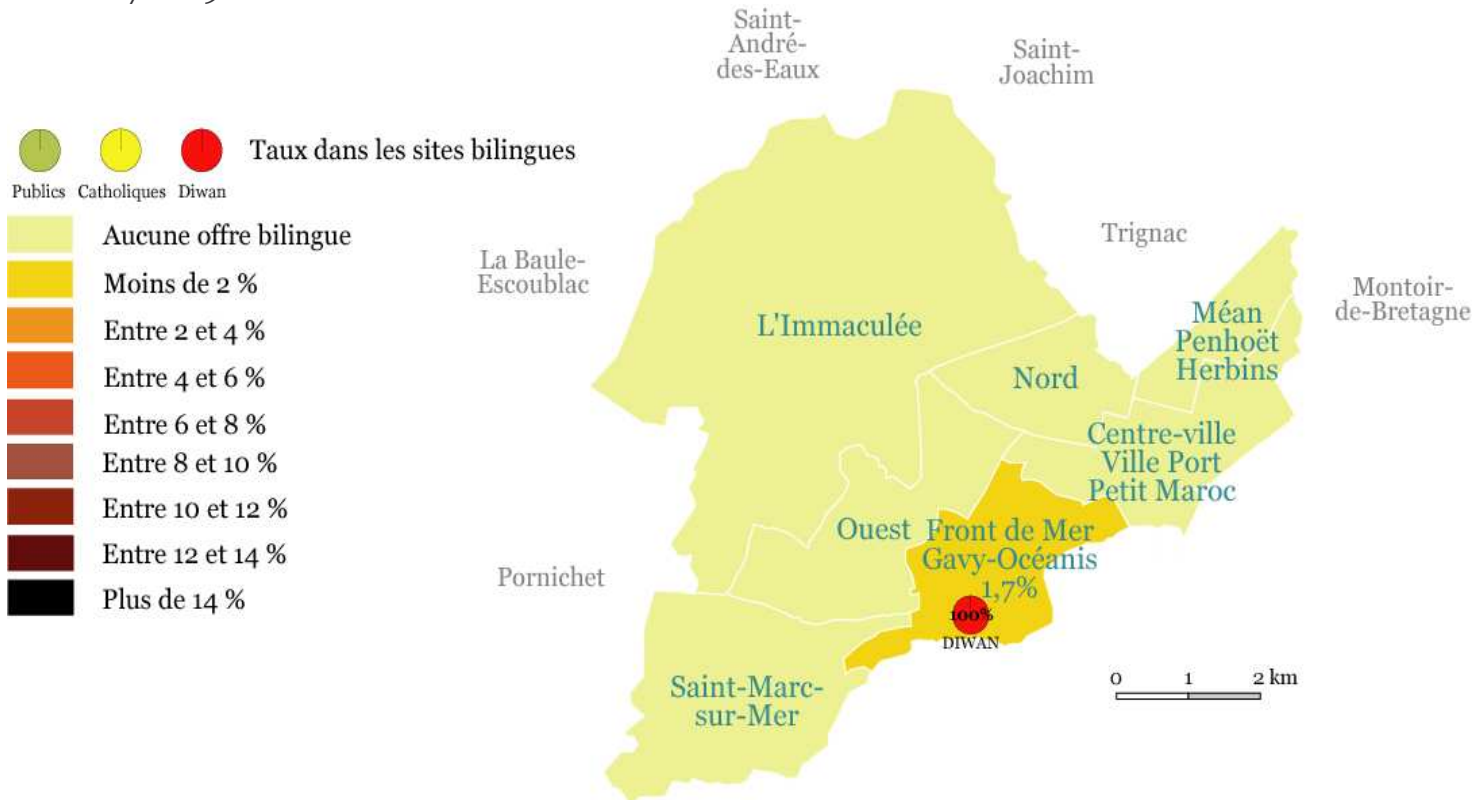 Saint-
André-
des-Eaux
Saint-
Joachim
Taux dans les sites bilingues
Publics Catholiques Diwan
Aucune offre bilingue
Moins de 2 %
Entre 2 et 4 %
Entre 4 et 6 %
Entre 6 et 8 %
Entre 8 et 10 %
Entre 10 et 12 %
Entre 12 et 14 %
Plus de 14 %
La Baule-
Escoublac
Trignac
Montoir-
de-Bretagne
L'Immaculée
Méan
Penhoët
Herbins
Nord
Centre-ville
Ville Port
Petit Maroc
Ouest
Front de Mer
Gavy-Océanis
1,7%
100%
DIWAN
Pornichet
Saint-Marc-
sur-Mer
0 1 2 km